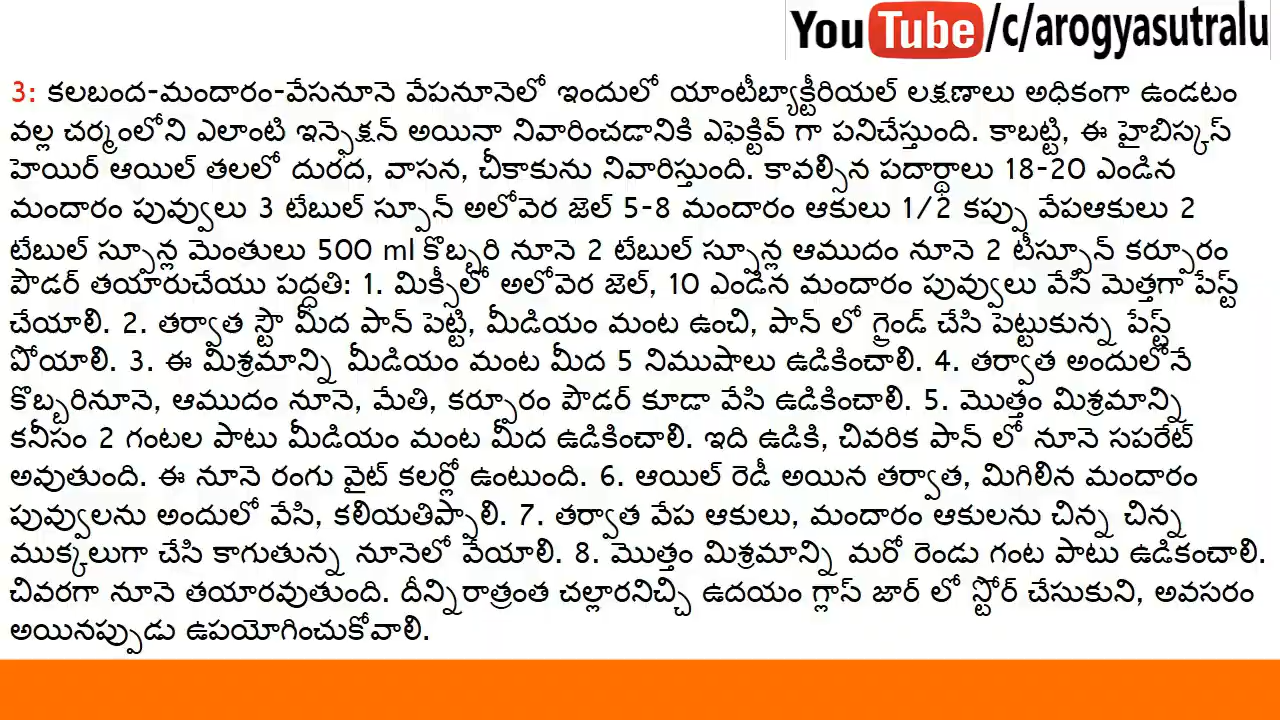 YouTube/c/arogyasutralu
3: కలబంద-మందారం-వేసనూనె వేపనూనెలో ఇందులో యాంటీబ్యాక్టీరియల్ లక్షణాలు అధికంగా ఉండటం
వల్ల చర్మంలోని ఎలాంటి ఇన్ఫెక్షన్ అయినా నివారించడానికి ఎఫెక్టివ్ గా పనిచేస్తుంది. కాబట్టి, ఈ హైబిస్కస్
హెయిర్ ఆయిల్ తలలో దురద, వాసన, చీకాకును నివారిస్తుంది. కావల్సిన పదార్థాలు 18-20 ఎండిన
మందారం పువ్వులు 3 టేబుల్ స్పూన్ అలోవెర జెల్ 5-8 మందారం ఆకులు 1/2 కప్పు వేపఆకులు 2
టేబుల్ స్పూన్ల మెంతులు 500 ml కొబ్బరి నూనె 2 టేబుల్ స్పూన్ల ఆముదం నూనె 2 టీస్పూన్ కర్పూరం
పౌడర్ తయారుచేయు పద్ధతి: 1. మిక్సీలో అలోవెర జెల్, 10 ఎండిన మందారం పువ్వులు వేసి మెత్తగా పేస్ట్
చేయాలి. 2. తర్వాత స్టౌ మీద పాన్ పెట్టి, మీడియం మంట ఉంచి, పాన్ లో గ్రైండ్ చేసి పెట్టుకున్న పేస్ట్
పోయాలి. 3. ఈ మిశ్రమాన్ని మీడియం మంట మీద 5 నిముషాలు ఉడికించాలి. 4. తర్వాత అందులోనే
కొబ్బరినూనె, ఆముదం నూనె, మేతి, కర్పూరం పౌడర్ కూడా వేసి ఉడికించాలి. 5. మొత్తం మిశ్రమాన్ని
కనీసం 2 గంటల పాటు మీడియం మంట మీద ఉడికించాలి. ఇది ఉడికి, చివరిక పాన్ లో నూనె సపరేట్
అవుతుంది. ఈ నూనె రంగు వైట్ కలర్లో ఉంటుంది. 6. ఆయిల్ రెడీ అయిన తర్వాత, మిగిలిన మందారం
పువ్వులను అందులో వేసి, కలియతిప్పాలి. 7. తర్వాత వేప ఆకులు, మందారం ఆకులను చిన్న చిన్న
ముక్కలుగా చేసి కాగుతున్న నూనెలో వేయాలి. 8. మొత్తం మిశ్రమాన్ని మరో రెండు గంట పాటు ఉడికంచాలి.
చివరగా నూనె తయారవుతుంది. దీన్ని రాత్రంత చల్లారనిచ్చి ఉదయం గ్లాస్ జార్ లో స్టోర్ చేసుకుని, అవసరం
అయినప్పుడు ఉపయోగించుకోవాలి.